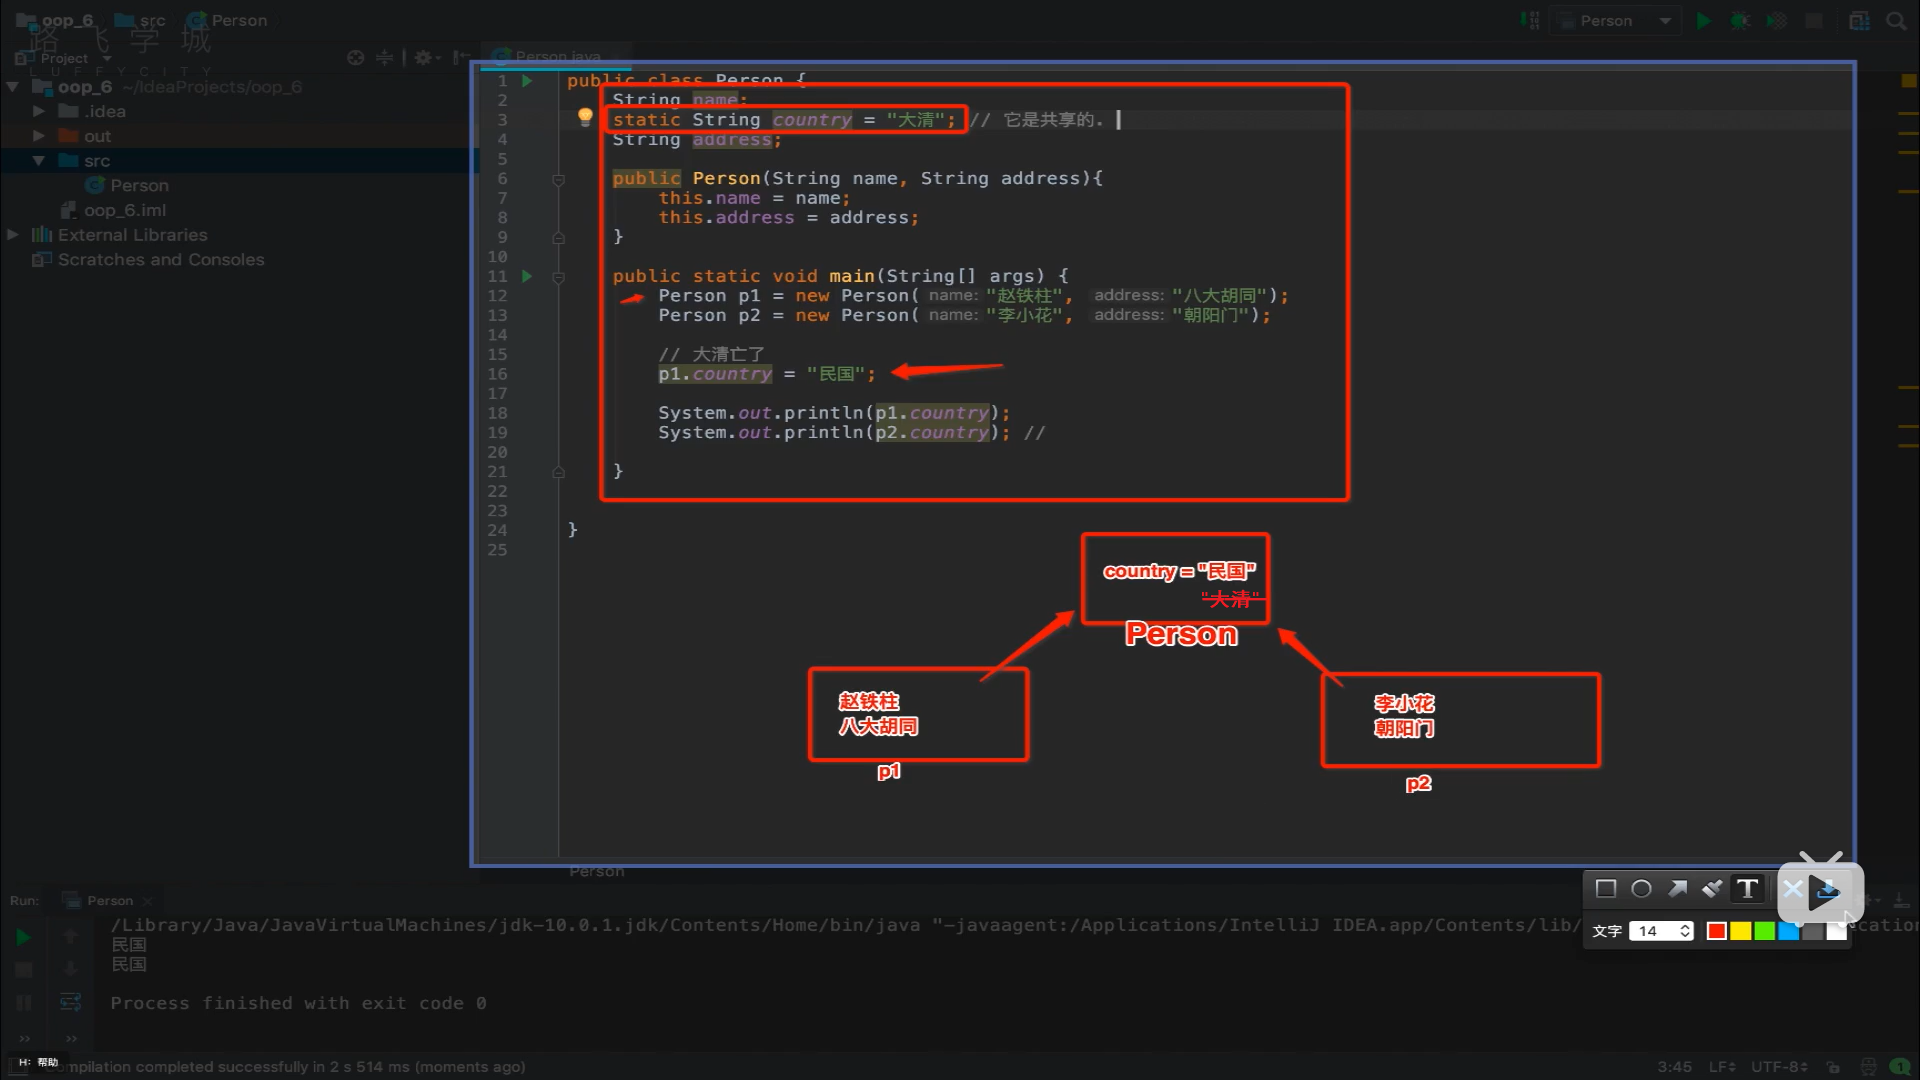 oop_6 src Person
Person
路飞学城
LUFFYCITY
Project
Person.java
oop_6 ~/IdeaProjects/oop_6
.idea
out
src
Person
oop_6.iml
External Libraries
Scratches and Consoles
1 public class Person {
2 String name;
3 static String country = "大清"; // 它是共享的.
4 String address;
5
6 public Person(String name, String address){
7 this.name = name;
8 this.address = address;
9 }
10
11 public static void main(String[] args) {
12 Person p1 = new Person( name: "赵铁柱", address: "八大胡同");
13 Person p2 = new Person( name: "李小花", address: "朝阳门");
14
15 // 大清亡了
16 p1.country = "民国";
17
18 System.out.println(p1.country);
19 System.out.println(p2.country); //
20
21 }
22
23
24 }
25
country = "民国"
"大清"
Person
赵铁柱
八大胡同
p1
李小花
朝阳门
p2
Person
文字 14
Run: Person
/Library/Java/JavaVirtualMachines/jdk-10.0.1.jdk/Contents/Home/bin/java "-javaagent:/Applications/IntelliJ IDEA.app/Contents/lib/
民国
民国
Process finished with exit code 0
H: 帮助
ompilation completed successfully in 2 s 514 ms (moments ago)
3:45 LF UTF-8 1